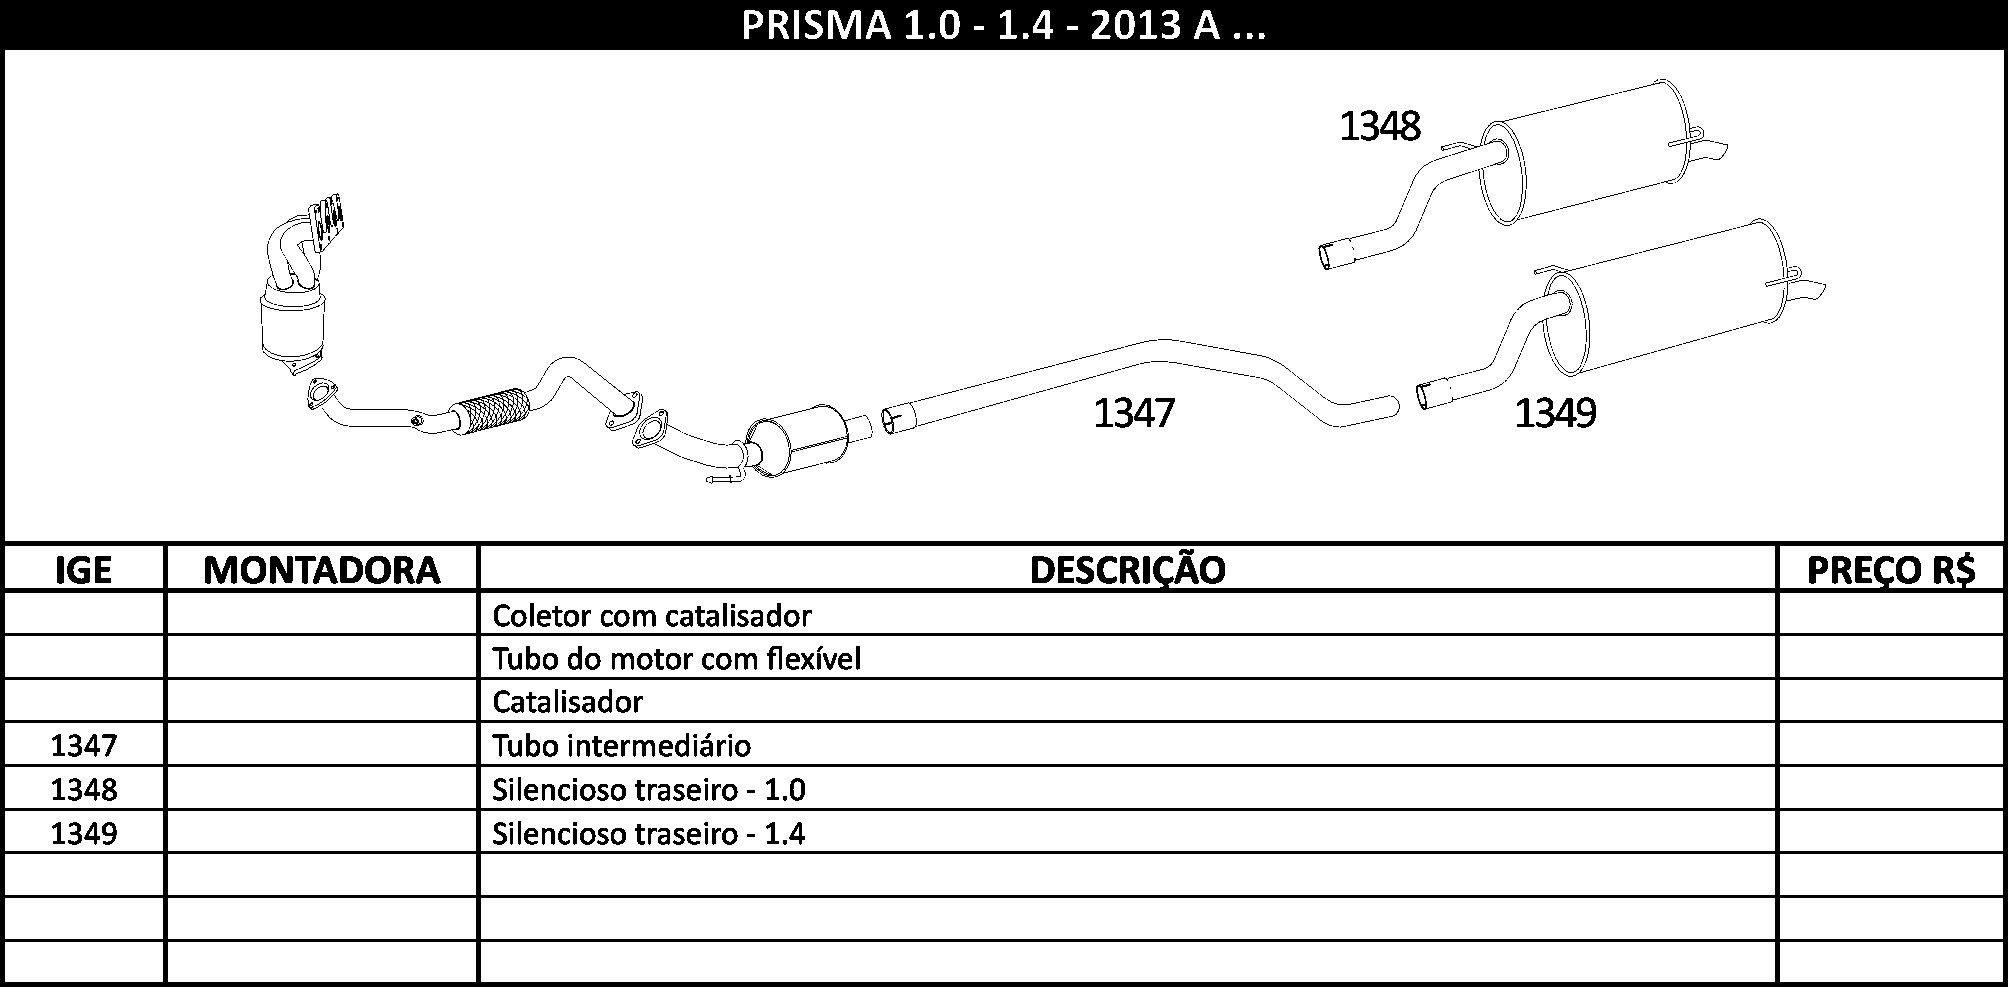 PRISMA 1.0 - 1.4 - 2013 A ...
1348
1347
1349
IGE MONTADORA DESCRIÇÃO PREÇO R$
Coletor com catalisador
Tubo do motor com flexível
Catalisador
1347 Tubo intermediário
1348 Silencioso traseiro - 1.0
1349 Silencioso traseiro - 1.4